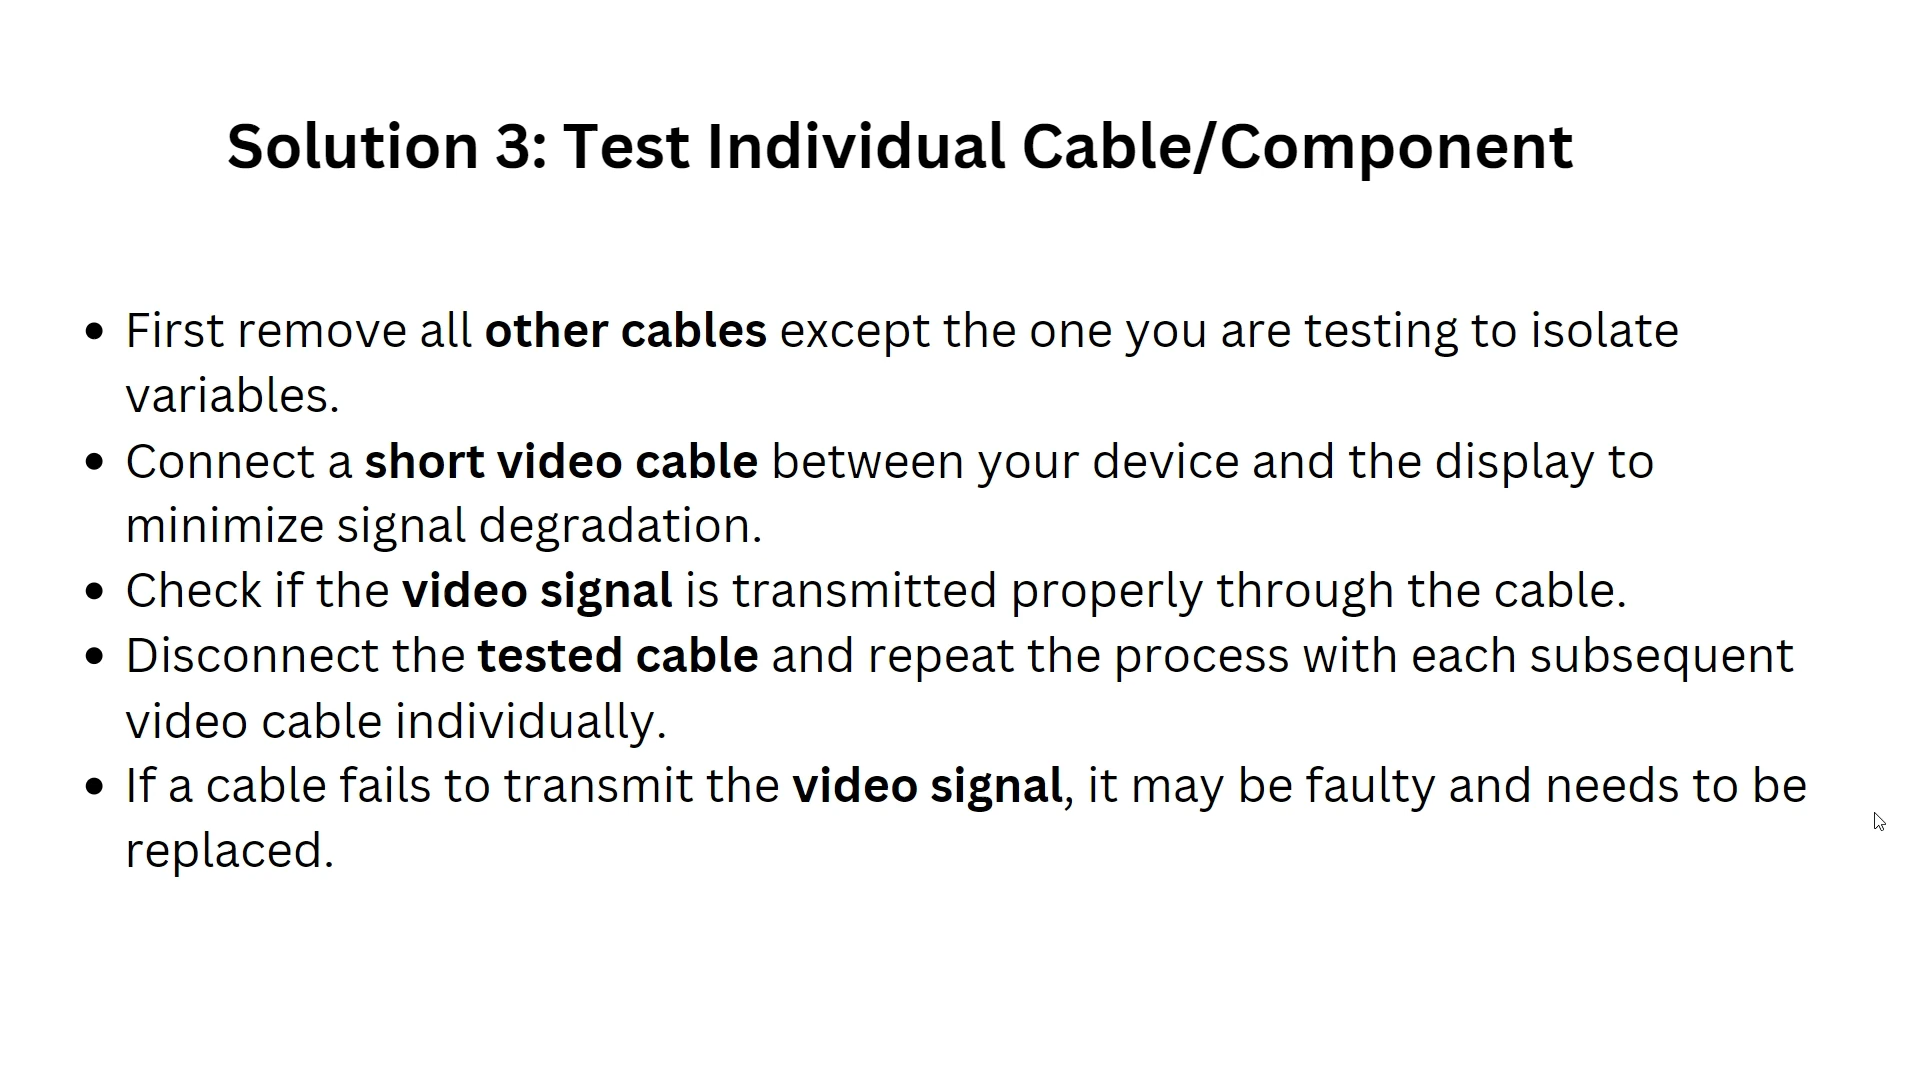 Solution 3: Test Individual Cable/Component
• First remove all other cables except the one you are testing to isolate
variables.
• Connect a short video cable between your device and the display to
minimize signal degradation.
• Check if the video signal is transmitted properly through the cable.
• Disconnect the tested cable and repeat the process with each subsequent
video cable individually.
• If a cable fails to transmit the video signal, it may be faulty and needs to be
replaced.